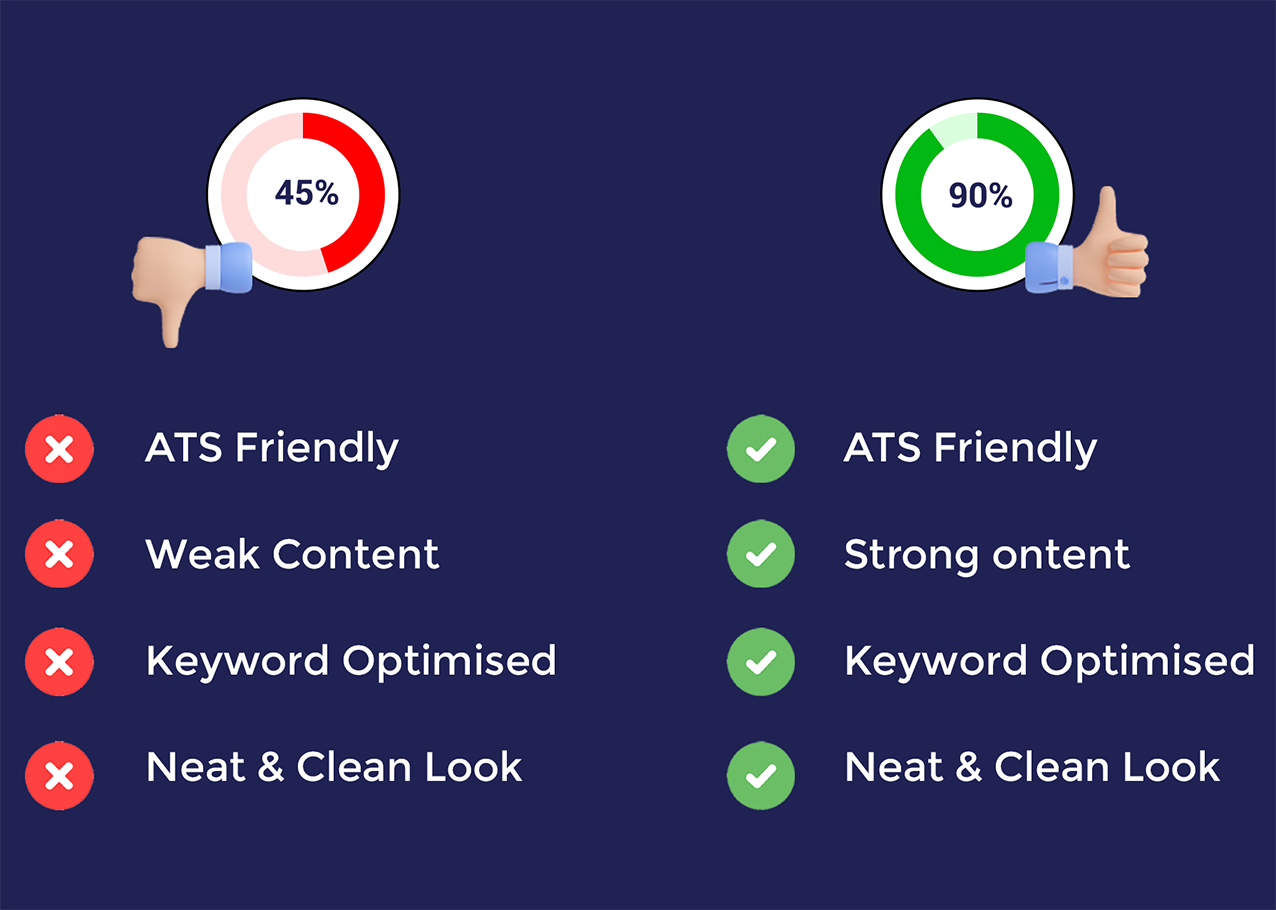 45%
90%
ATS Friendly
Weak Content
Keyword Optimised
Neat & Clean Look
ATS Friendly
Strong ontent
Keyword Optimised
Neat & Clean Look